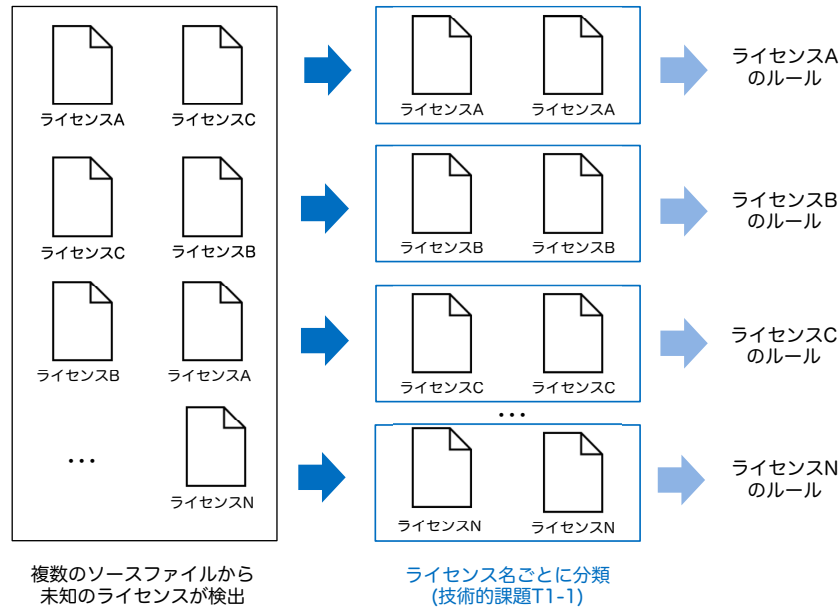 ライセンスA
ライセンスC
ライセンスC
ライセンスB
ライセンスB
ライセンスA
...
ライセンスN
複数のソースファイルから
未知のライセンスが検出
ライセンスA
ライセンスA
ライセンスB
ライセンスB
ライセンスC
ライセンスC
...
ライセンスN
ライセンスN
ライセンス名ごとに分類
(技術的課題T1-1)
ライセンスA
のルール
ライセンスB
のルール
ライセンスC
のルール
ライセンスN
のルール